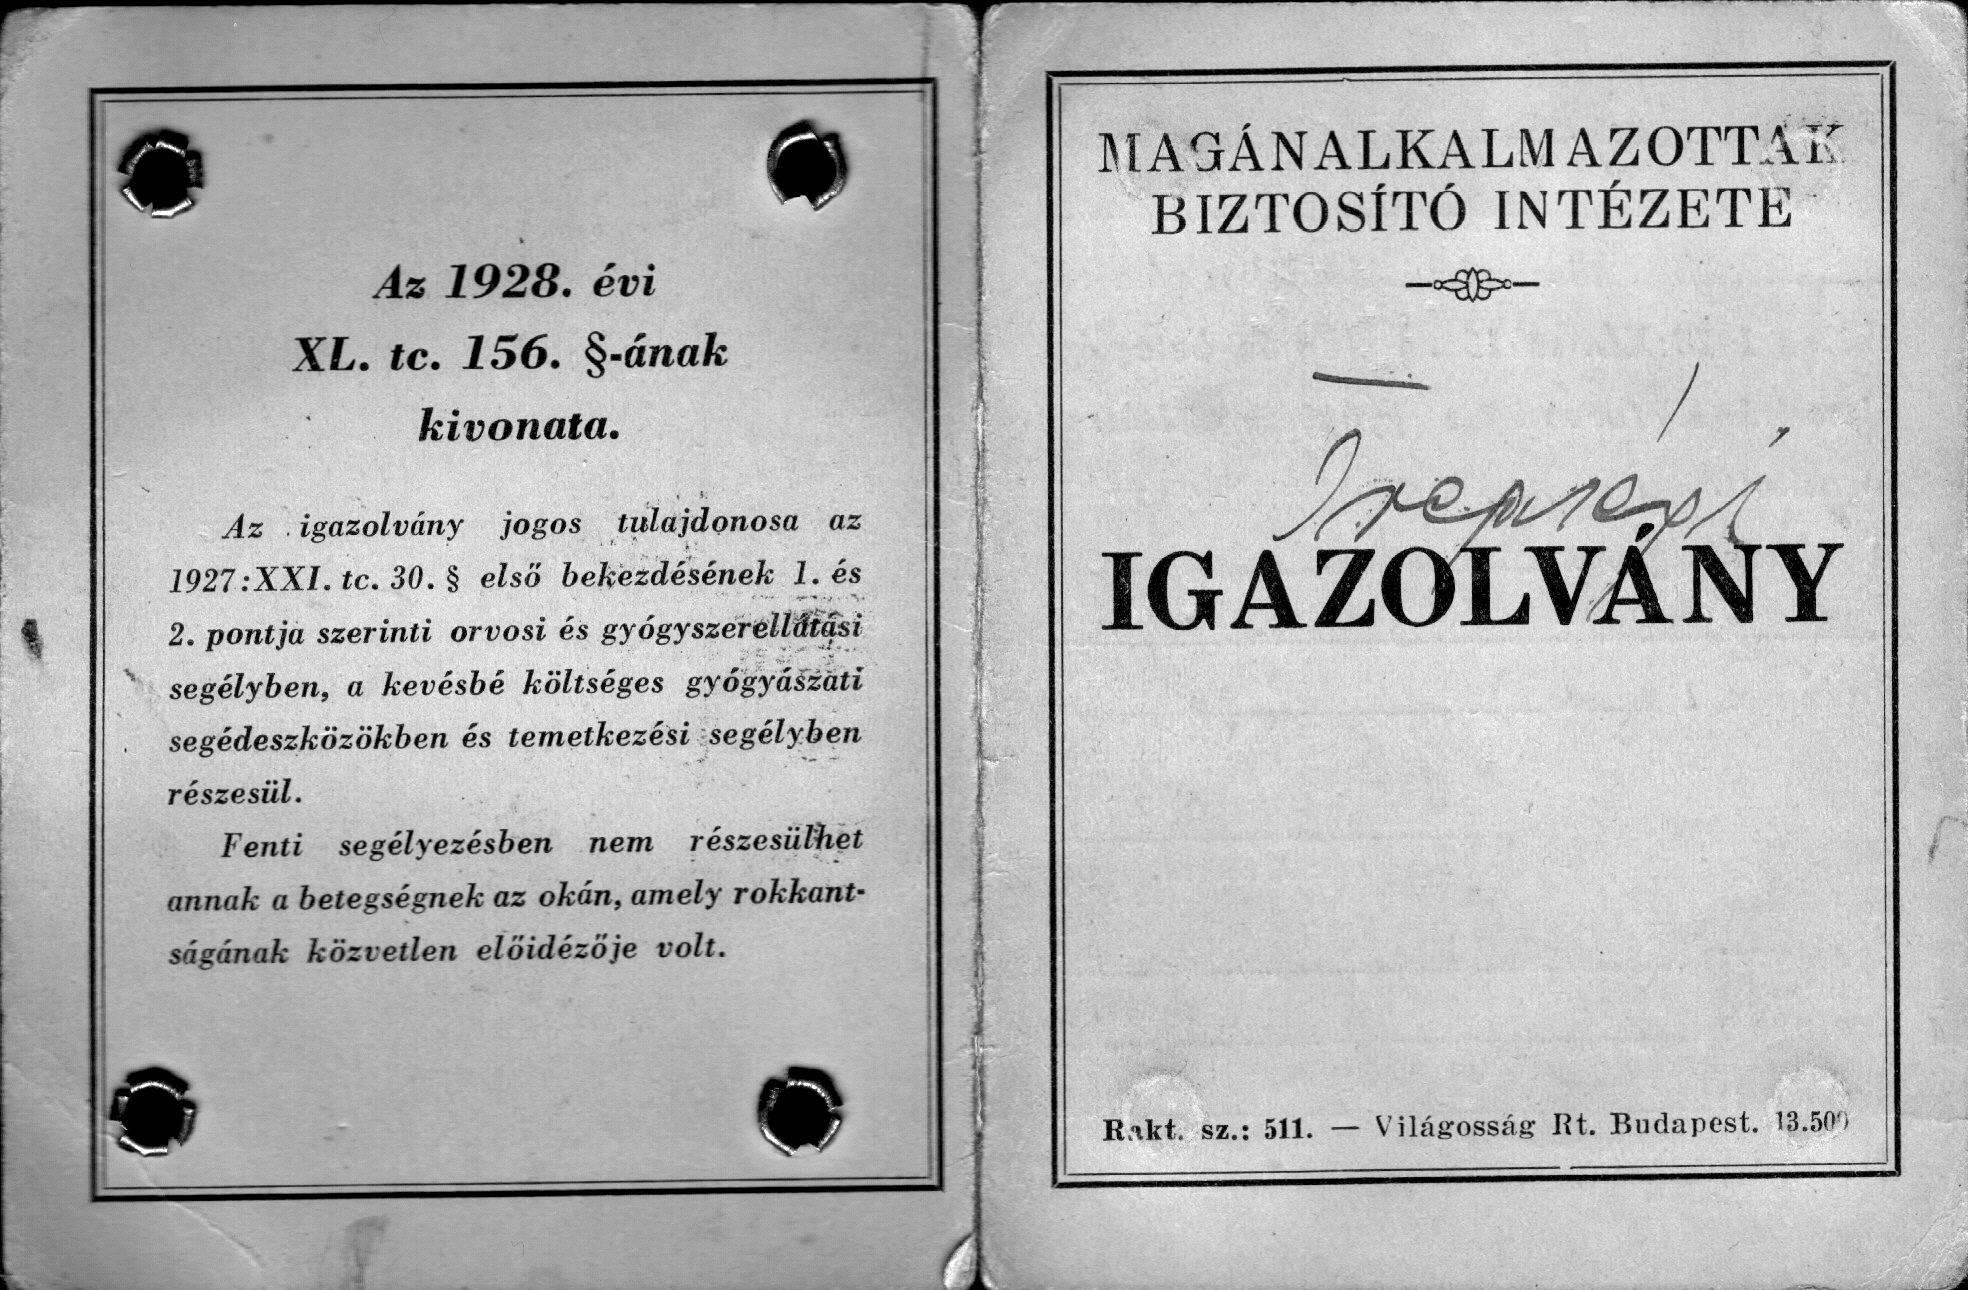 Az 1928. évi
XL. tc. 156. §-ának
kivonata.
Az igazolvány jogos tulajdonosa az
1927:XXI. tc. 30. § első bekezdésének 1. és
2. pontja szerinti orvosi és gyógyszerellátási
segélyben, a kevésbé költséges gyógyászati
segédeszközökben és temetkezési segélyben
részesül.
Fenti segélyezésben nem részesülhet
annak a betegségnek az okán, amely rokkant-
ságának közvetlen előidézője volt.
MAGÁNALKALMAZOTTAK
BIZTOSÍTÓ INTÉZETE
IGAZOLVÁNY
Rakt. sz.: 511. — Világosság Rt. Budapest. 13.500